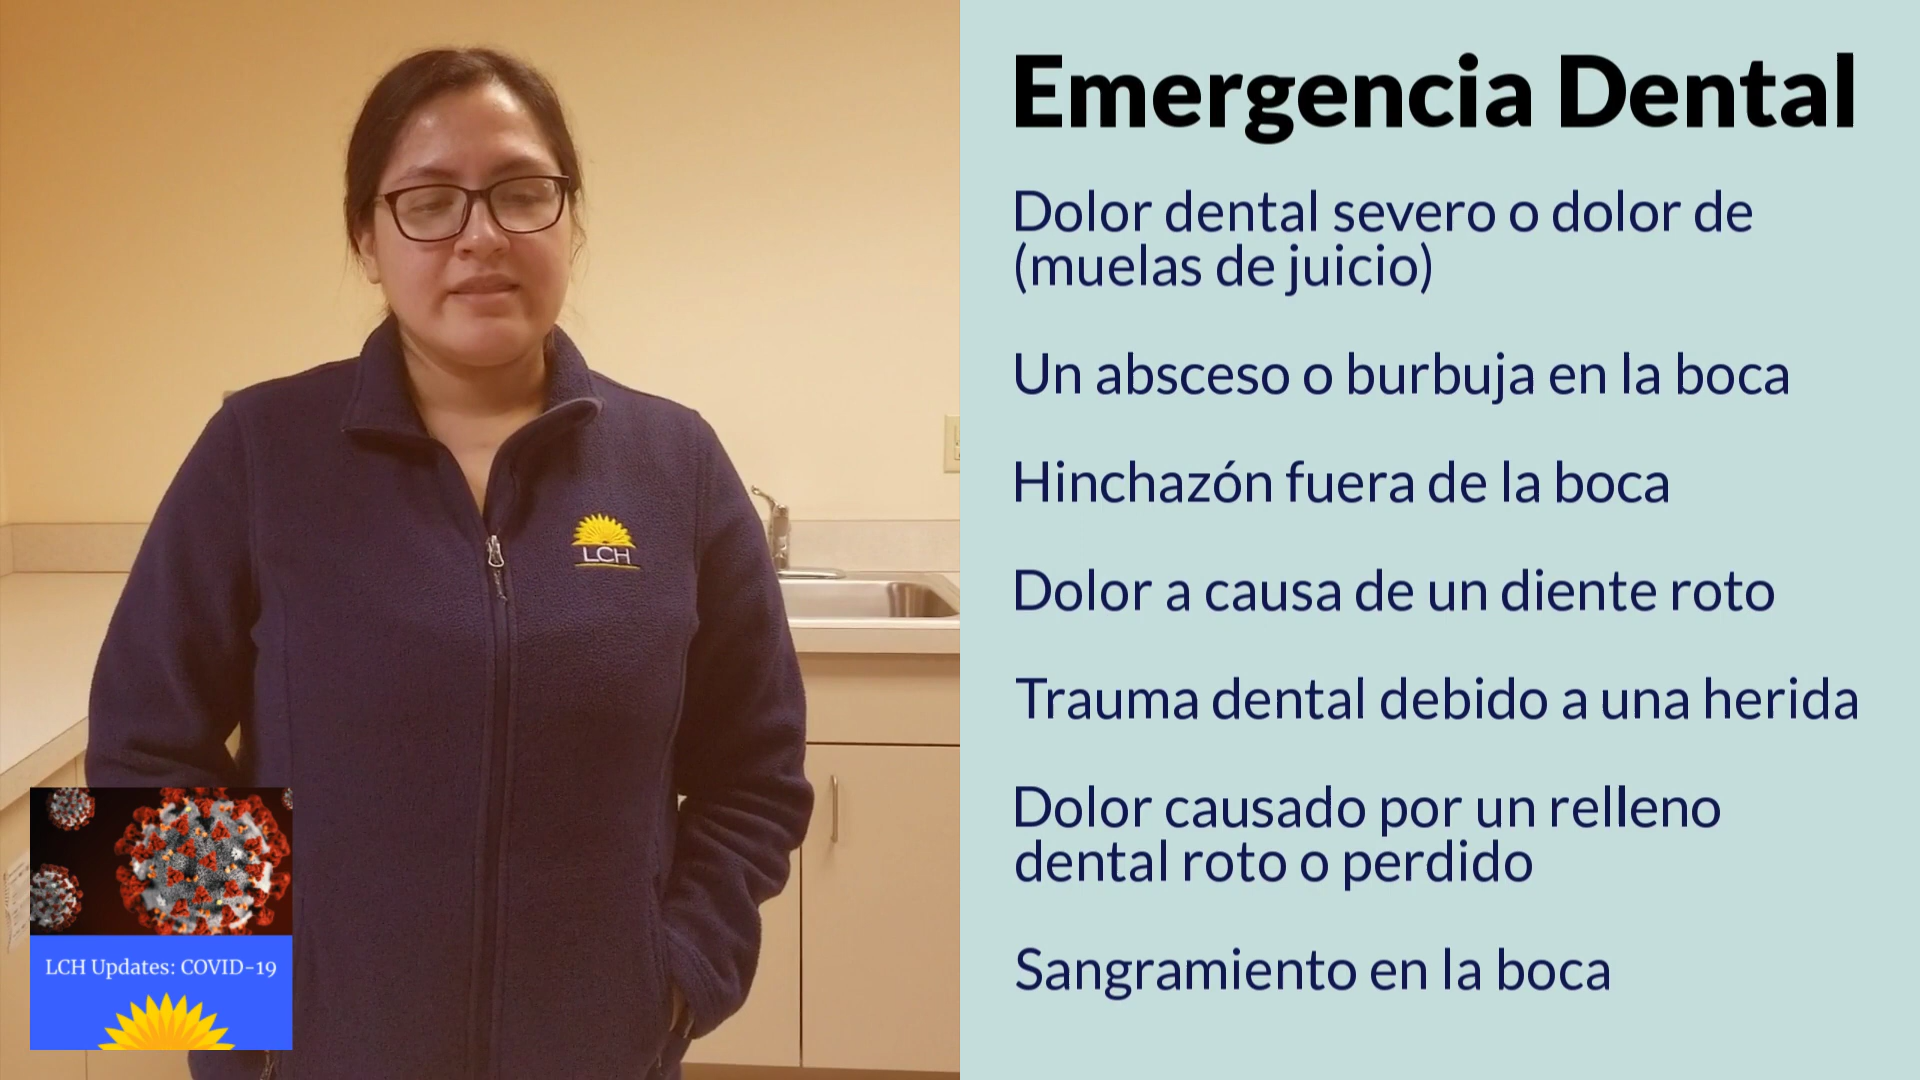 Emergencia Dental
Dolor dental severo o dolor de
(muelas de juicio)
Un absceso o burbuja en la boca
Hinchazón fuera de la boca
Dolor a causa de un diente roto
Trauma dental debido a una herida
Dolor causado por un relleno
dental roto o perdido
Sangramiento en la boca
LCH
LCH Updates: COVID-19